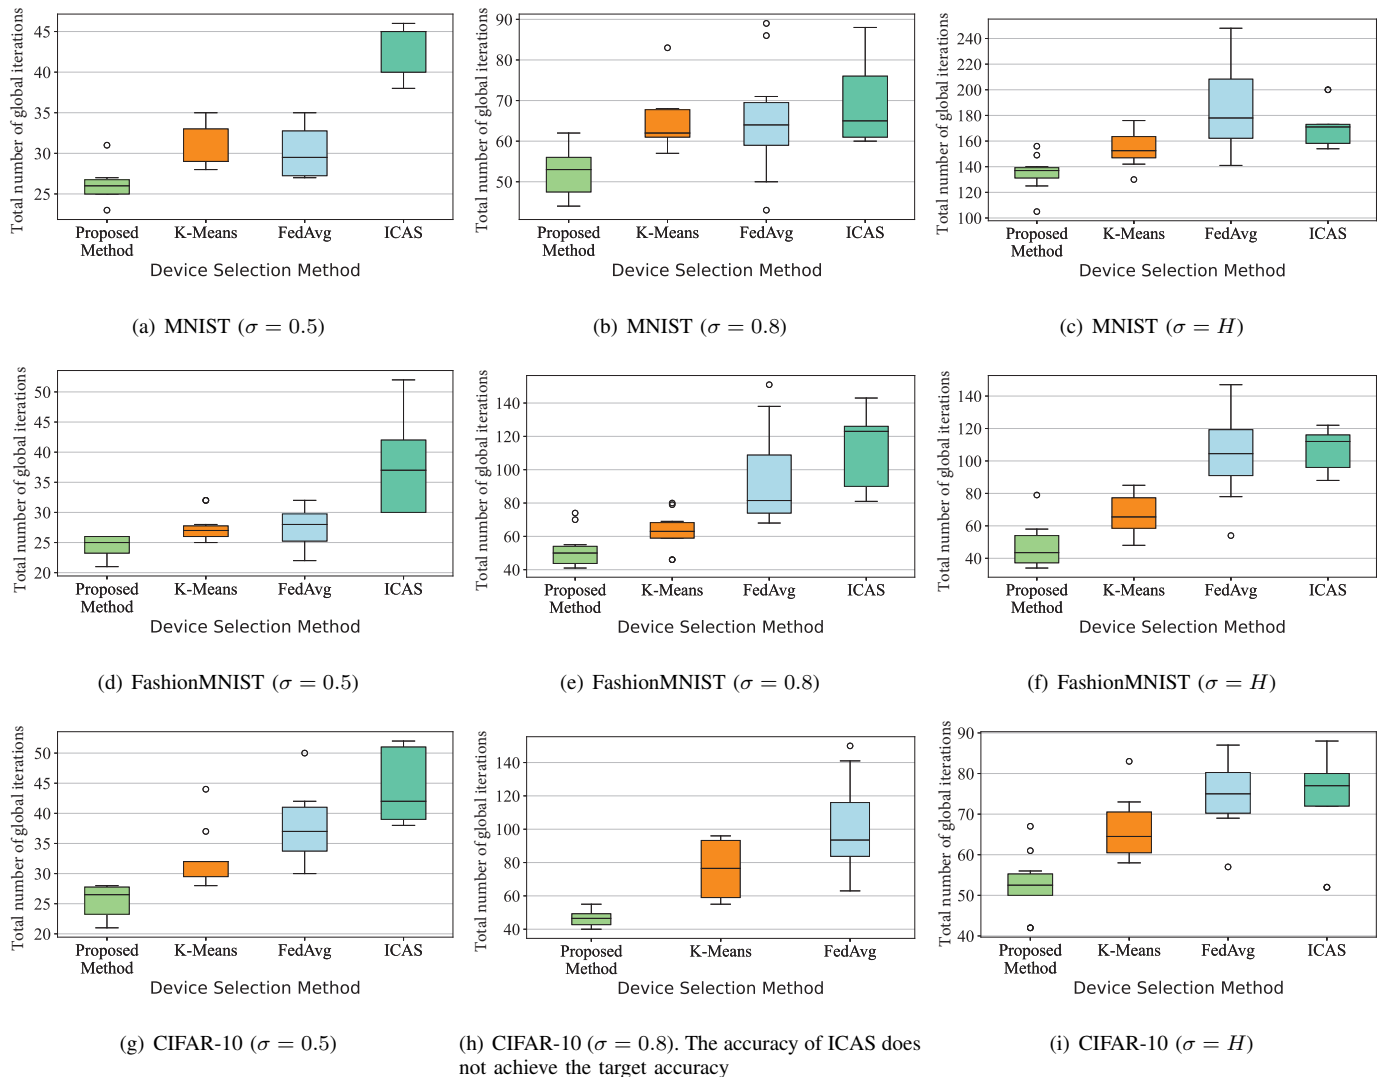 Total number of global iterations
45
40
35
30
25
Proposed Method
K-Means
FedAvg
ICAS
Device Selection Method
(a) MNIST (σ = 0.5)
Total number of global iterations
90
80
70
60
50
Proposed Method
K-Means
FedAvg
ICAS
Device Selection Method
(b) MNIST (σ = 0.8)
Total number of global iterations
240
220
200
180
160
140
120
100
Proposed Method
K-Means
FedAvg
ICAS
Device Selection Method
(c) MNIST (σ = H)
Total number of global iterations
50
45
40
35
30
25
20
Proposed Method
K-Means
FedAvg
ICAS
Device Selection Method
(d) FashionMNIST (σ = 0.5)
Total number of global iterations
140
120
100
80
60
40
Proposed Method
K-Means
FedAvg
ICAS
Device Selection Method
(e) FashionMNIST (σ = 0.8)
Total number of global iterations
140
120
100
80
60
40
Proposed Method
K-Means
FedAvg
ICAS
Device Selection Method
(f) FashionMNIST (σ = H)
Total number of global iterations
50
45
40
35
30
25
20
Proposed Method
K-Means
FedAvg
ICAS
Device Selection Method
(g) CIFAR-10 (σ = 0.5)
Total number of global iterations
140
120
100
80
60
40
Proposed Method
K-Means
FedAvg
Device Selection Method
(h) CIFAR-10 (σ = 0.8). The accuracy of ICAS does
not achieve the target accuracy
Total number of global iterations
90
80
70
60
50
40
Proposed Method
K-Means
FedAvg
ICAS
Device Selection Method
(i) CIFAR-10 (σ = H)